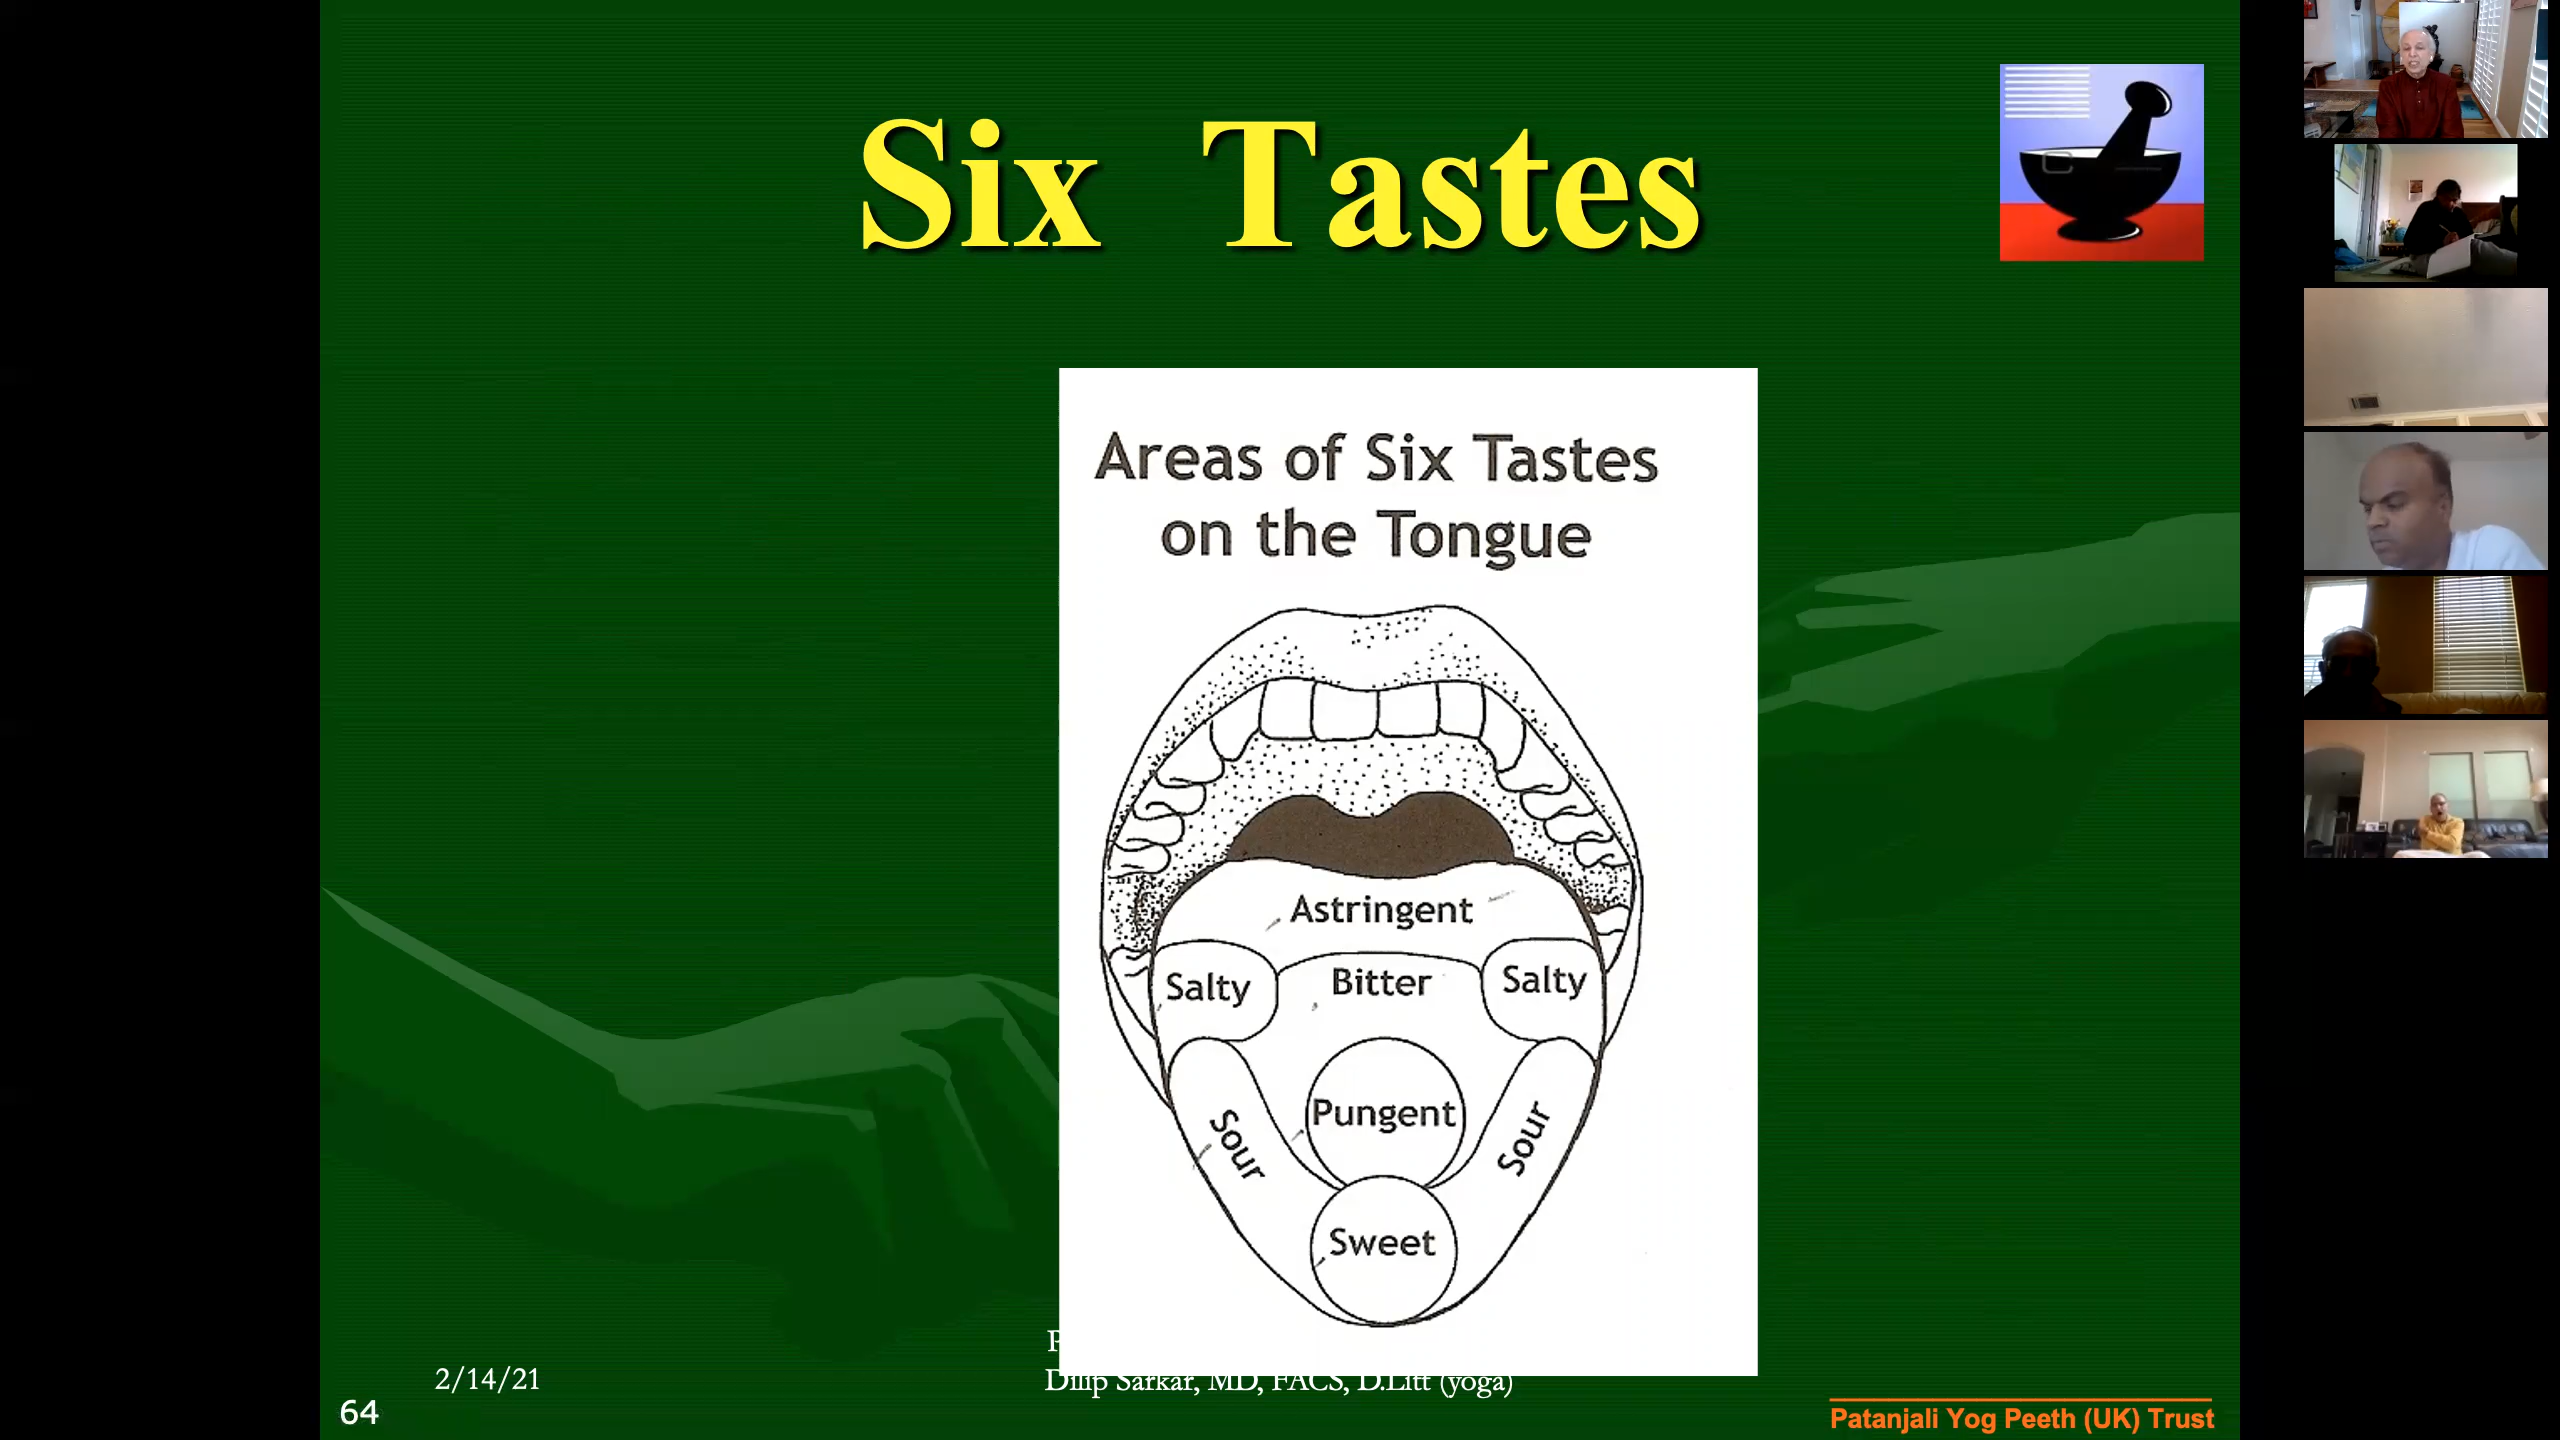 Six Tastes
Areas of Six Tastes
on the Tongue
Astringent
Salty Bitter Salty
Pungent
Sour Sour
Sweet
2/14/21
Dilip Sarkar, MD, FACS, D.Litt (yoga)
64
Patanjali Yog Peeth (UK) Trust